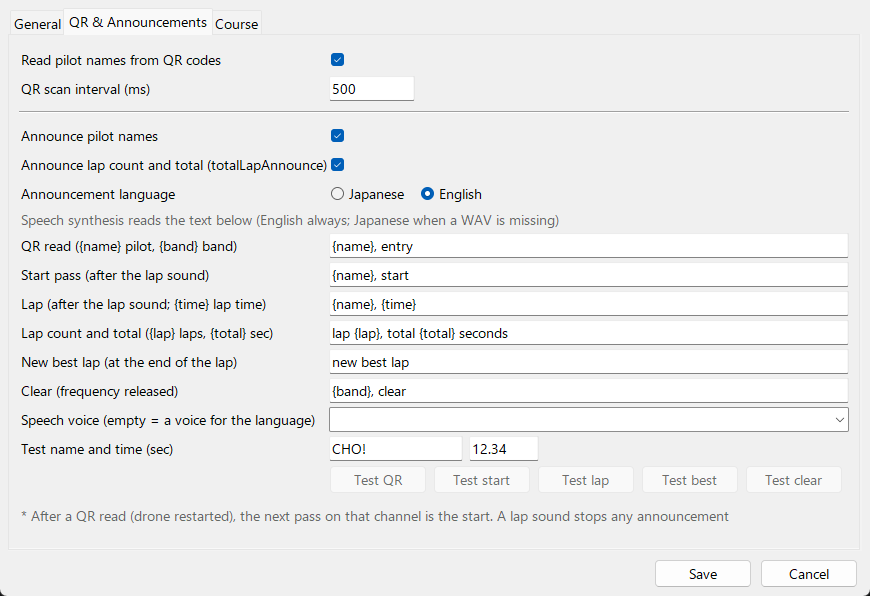 General QR & Announcements Course
Read pilot names from QR codes
QR scan interval (ms) 500
Announce pilot names
Announce lap count and total (totalLapAnnounce)
Announcement language Japanese English
Speech synthesis reads the text below (English always; Japanese when a WAV is missing)
QR read ({name} pilot, {band} band) {name}, entry
Start pass (after the lap sound) {name}, start
Lap (after the lap sound; {time} lap time) {name}, {time}
Lap count and total ({lap} laps, {total} sec) lap {lap}, total {total} seconds
New best lap (at the end of the lap) new best lap
Clear (frequency released) {band}, clear
Speech voice (empty = a voice for the language)
Test name and time (sec) CHO! 12.34
Test QR Test start Test lap Test best Test clear
* After a QR read (drone restarted), the next pass on that channel is the start. A lap sound stops any announcement
Save Cancel